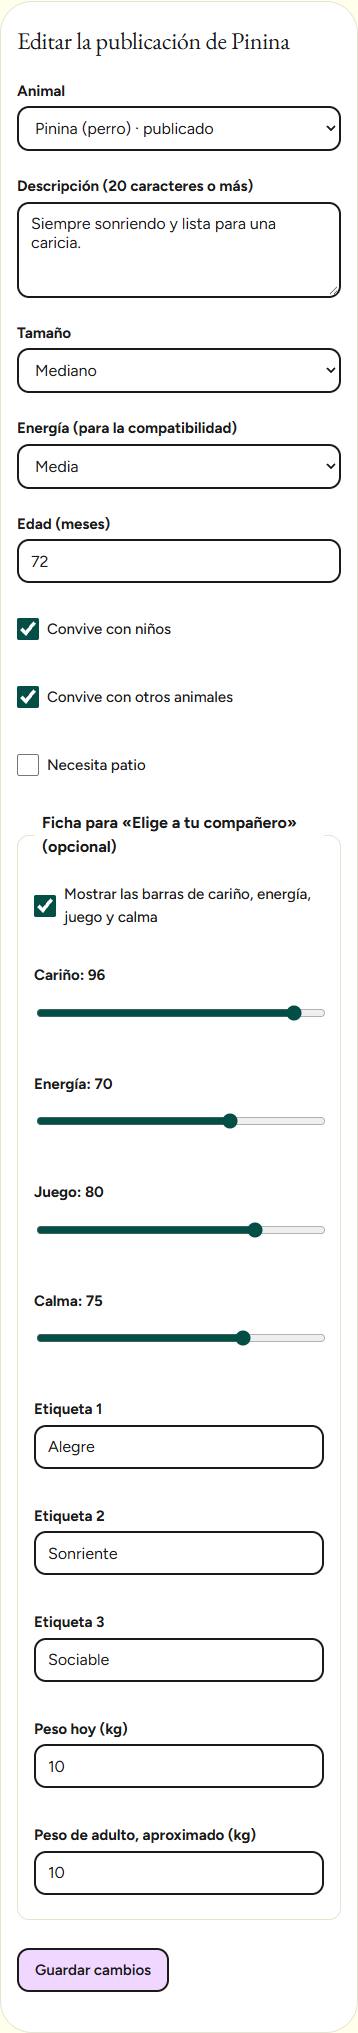 Editar la publicación de Pinina
Animal
Pinina (perro) · publicado
Descripción (20 caracteres o más)
Siempre sonriendo y lista para una
caricia.
Tamaño
Mediano
Energía (para la compatibilidad)
Media
Edad (meses)
72
Convive con niños
Convive con otros animales
Necesita patio
Ficha para «Elige a tu compañero»
(opcional)
Mostrar las barras de cariño, energía,
juego y calma
Cariño: 96
Energía: 70
Juego: 80
Calma: 75
Etiqueta 1
Alegre
Etiqueta 2
Sonriente
Etiqueta 3
Sociable
Peso hoy (kg)
10
Peso de adulto, aproximado (kg)
10
Guardar cambios